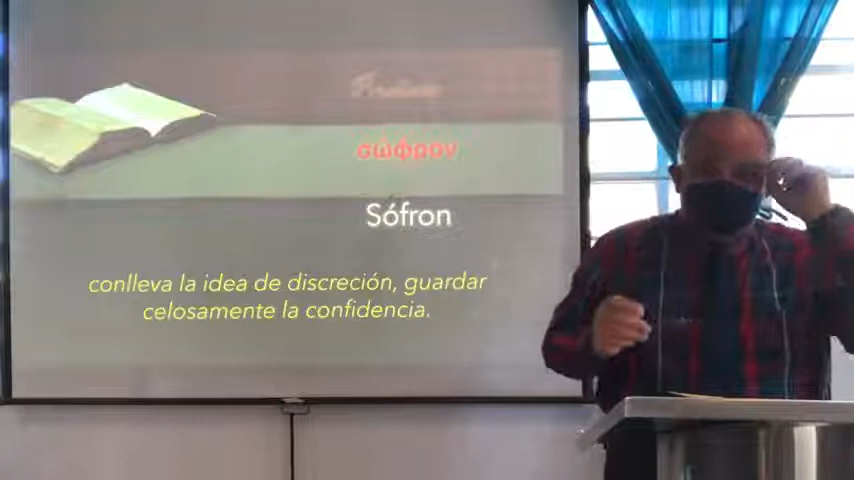 σώφρον
Sófron
conlleva la idea de discreción, guardar
celosamente la confidencia.